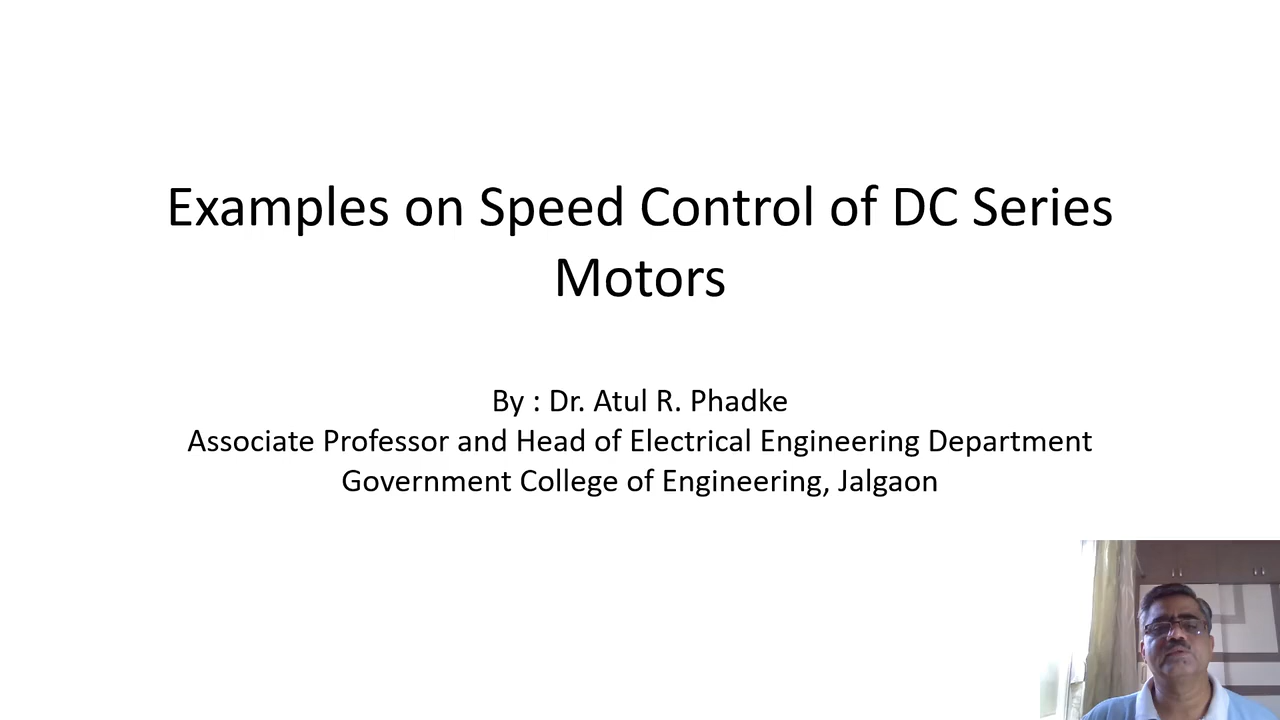 Examples on Speed Control of DC Series
Motors
By : Dr. Atul R. Phadke
Associate Professor and Head of Electrical Engineering Department
Government College of Engineering, Jalgaon